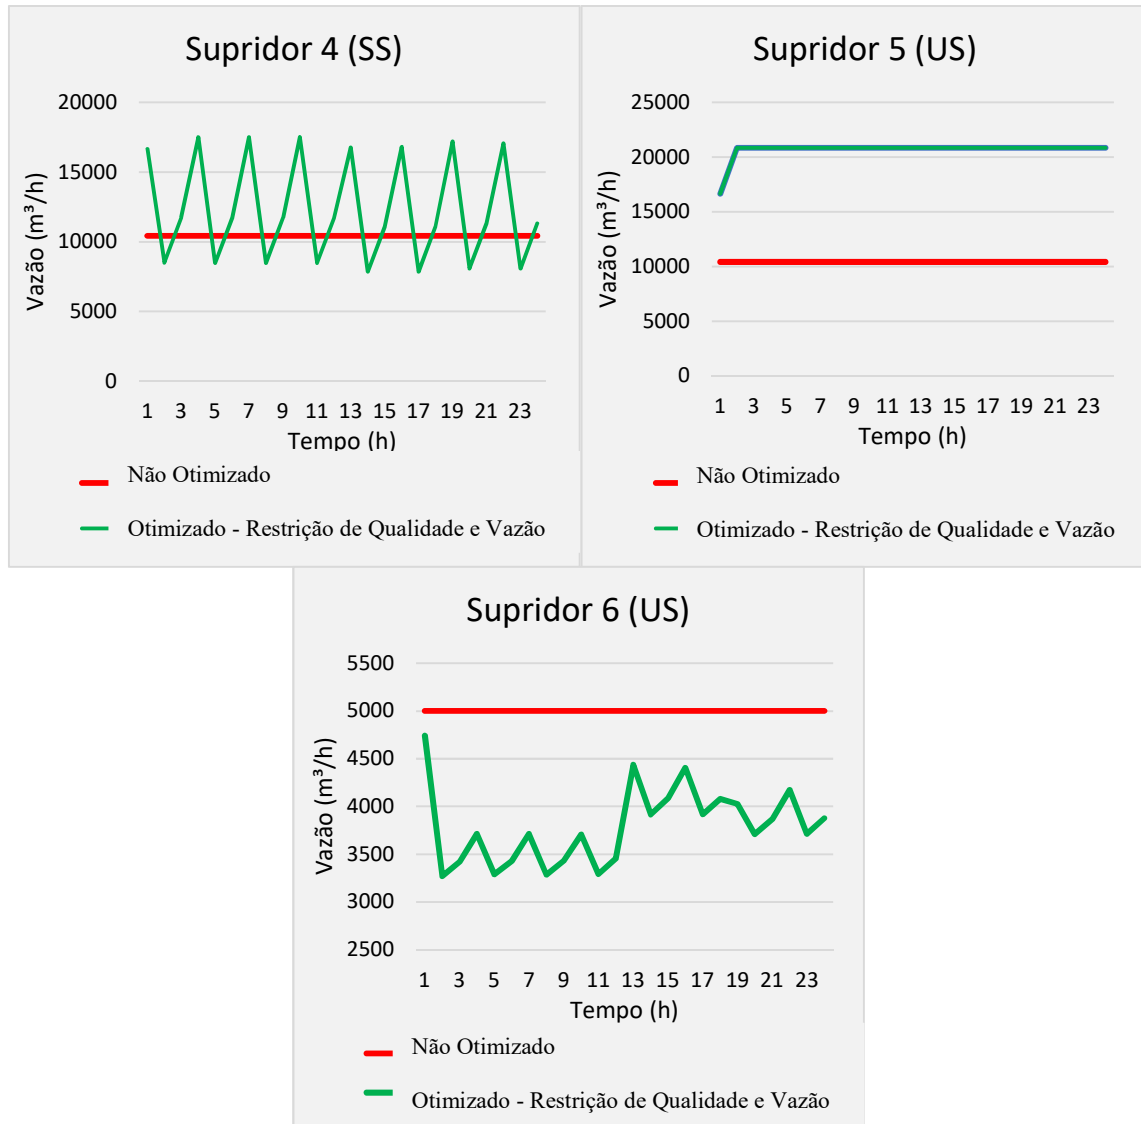 Supridor 4 (SS)
Vazão (m³/h)
20000
15000
10000
5000
0
1 3 5 7 9 11 13 15 17 19 21 23
Tempo (h)
Não Otimizado
Otimizado - Restrição de Qualidade e Vazão
Supridor 5 (US)
Vazão (m³/h)
25000
20000
15000
10000
5000
0
1 3 5 7 9 11 13 15 17 19 21 23
Tempo (h)
Não Otimizado
Otimizado - Restrição de Qualidade e Vazão
Supridor 6 (US)
Vazão (m³/h)
5500
5000
4500
4000
3500
3000
2500
1 3 5 7 9 11 13 15 17 19 21 23
Tempo (h)
Não Otimizado
Otimizado - Restrição de Qualidade e Vazão